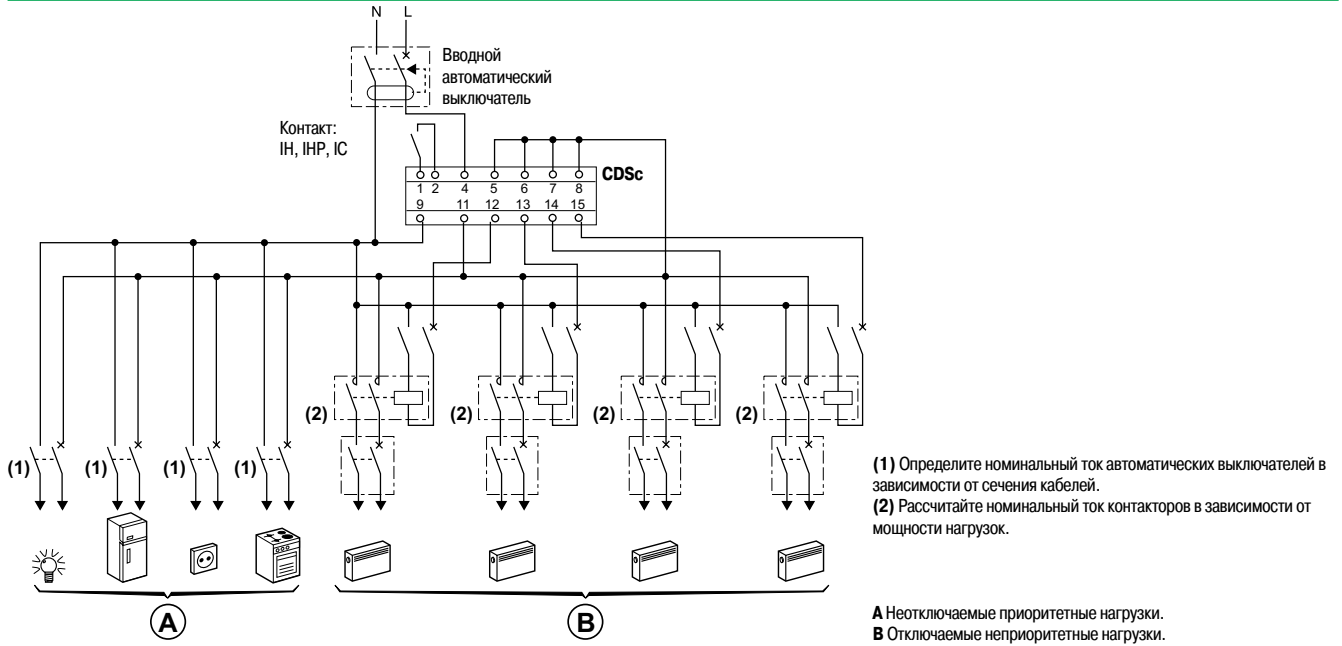 N L
Вводной
автоматический
выключатель
Контакт:
IH, IHP, IC
CDSc
1 2 4 5 6 7 8
9 11 12 13 14 15
(2) (2) (2) (2)
(1) (1) (1) (1)
(1) Определите номинальный ток автоматических выключателей в
зависимости от сечения кабелей.
(2) Рассчитайте номинальный ток контакторов в зависимости от
мощности нагрузок.
A B
A Неотключаемые приоритетные нагрузки.
B Отключаемые неприоритетные нагрузки.